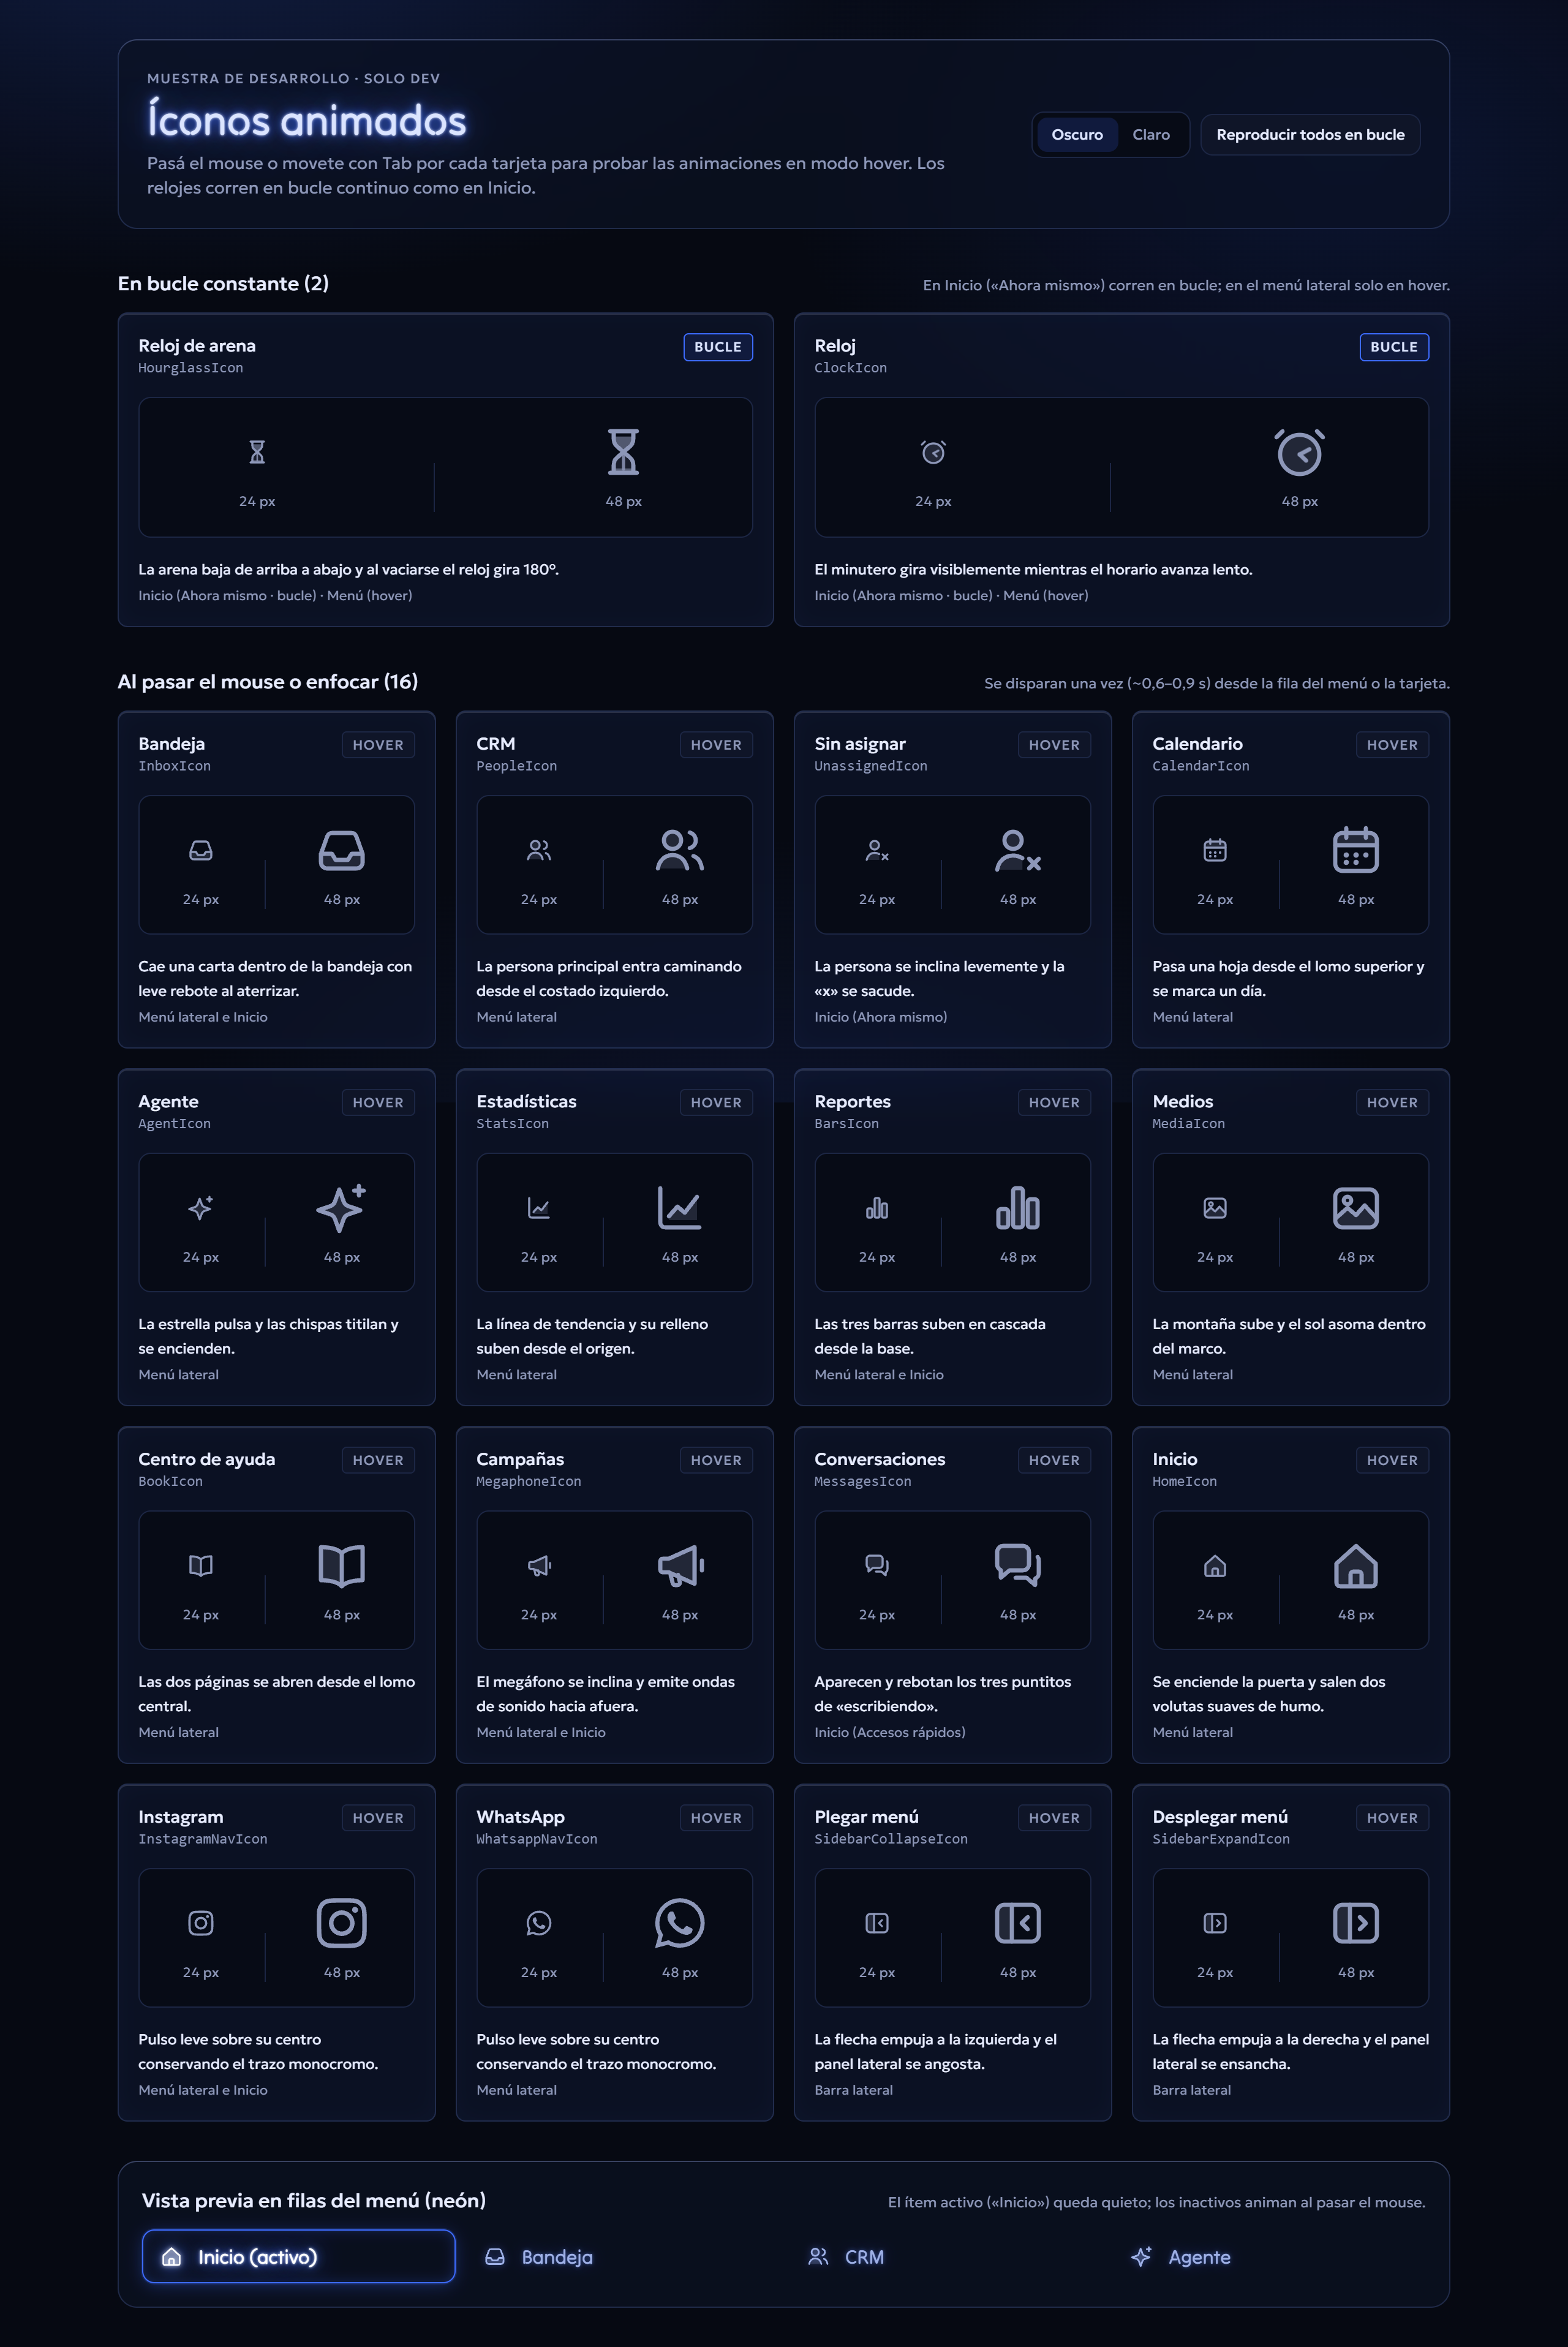 MUESTRA DE DESARROLLO · SOLO DEV
Íconos animados
Pasá el mouse o movete con Tab por cada tarjeta para probar las animaciones en modo hover. Los
relojes corren en bucle continuo como en Inicio.
Oscuro
Claro
Reproducir todos en bucle
En bucle constante (2)
En Inicio («Ahora mismo») corren en bucle; en el menú lateral solo en hover.
Reloj de arena
BUCLE
HourglassIcon
24 px
48 px
La arena baja de arriba a abajo y al vaciarse el reloj gira 180°.
Inicio (Ahora mismo · bucle) · Menú (hover)
Reloj
BUCLE
ClockIcon
24 px
48 px
El minutero gira visiblemente mientras el horario avanza lento.
Inicio (Ahora mismo · bucle) · Menú (hover)
Al pasar el mouse o enfocar (16)
Se disparan una vez (~0,6–0,9 s) desde la fila del menú o la tarjeta.
Bandeja
HOVER
InboxIcon
24 px
48 px
Cae una carta dentro de la bandeja con
leve rebote al aterrizar.
Menú lateral e Inicio
CRM
HOVER
PeopleIcon
24 px
48 px
La persona principal entra caminando
desde el costado izquierdo.
Menú lateral
Sin asignar
HOVER
UnassignedIcon
24 px
48 px
La persona se inclina levemente y la
«x» se sacude.
Inicio (Ahora mismo)
Calendario
HOVER
CalendarIcon
24 px
48 px
Pasa una hoja desde el lomo superior y
se marca un día.
Menú lateral
Agente
HOVER
AgentIcon
24 px
48 px
La estrella pulsa y las chispas titilan y
se encienden.
Menú lateral
Estadísticas
HOVER
StatsIcon
24 px
48 px
La línea de tendencia y su relleno
suben desde el origen.
Menú lateral
Reportes
HOVER
BarsIcon
24 px
48 px
Las tres barras suben en cascada
desde la base.
Menú lateral e Inicio
Medios
HOVER
MediaIcon
24 px
48 px
La montaña sube y el sol asoma dentro
del marco.
Menú lateral
Centro de ayuda
HOVER
BookIcon
24 px
48 px
Las dos páginas se abren desde el lomo
central.
Menú lateral
Campañas
HOVER
MegaphoneIcon
24 px
48 px
El megáfono se inclina y emite ondas
de sonido hacia afuera.
Menú lateral e Inicio
Conversaciones
HOVER
MessagesIcon
24 px
48 px
Aparecen y rebotan los tres puntitos
de «escribiendo».
Inicio (Accesos rápidos)
Inicio
HOVER
HomeIcon
24 px
48 px
Se enciende la puerta y salen dos
volutas suaves de humo.
Menú lateral
Instagram
HOVER
InstagramNavIcon
24 px
48 px
Pulso leve sobre su centro
conservando el trazo monocromo.
Menú lateral e Inicio
WhatsApp
HOVER
WhatsappNavIcon
24 px
48 px
Pulso leve sobre su centro
conservando el trazo monocromo.
Menú lateral
Plegar menú
HOVER
SidebarCollapseIcon
24 px
48 px
La flecha empuja a la izquierda y el
panel lateral se angosta.
Barra lateral
Desplegar menú
HOVER
SidebarExpandIcon
24 px
48 px
La flecha empuja a la derecha y el panel
lateral se ensancha.
Barra lateral
Vista previa en filas del menú (neón)
El ítem activo («Inicio») queda quieto; los inactivos animan al pasar el mouse.
Inicio (activo)
Bandeja
CRM
Agente